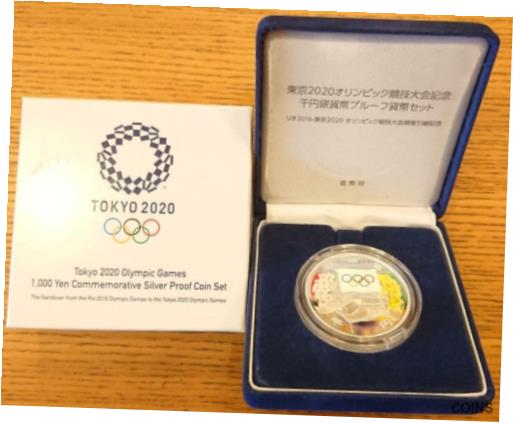 TOKYO 2020
Tokyo 2020 Olympic Games
1,000 Yen Commemorative Silver Proof Coin Set
The Handover from the Rio 2016 Olympic Games to the Tokyo 2020 Olympic Games
東京2020オリンピック競技大会記念
千円銀貨幣プルーフ貨幣セット
リオ2016-東京2020 オリンピック競技大会開催引継記念
造幣局
COINS